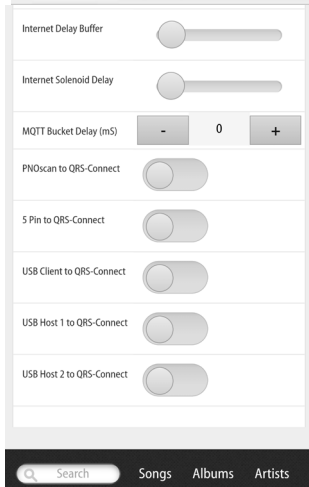 Internet Delay Buffer
Internet Solenoid Delay
MQTT Bucket Delay (mS) - 0 +
PNOscan to QRS-Connect
5 Pin to QRS-Connect
USB Client to QRS-Connect
USB Host 1 to QRS-Connect
USB Host 2 to QRS-Connect
Search Songs Albums Artists